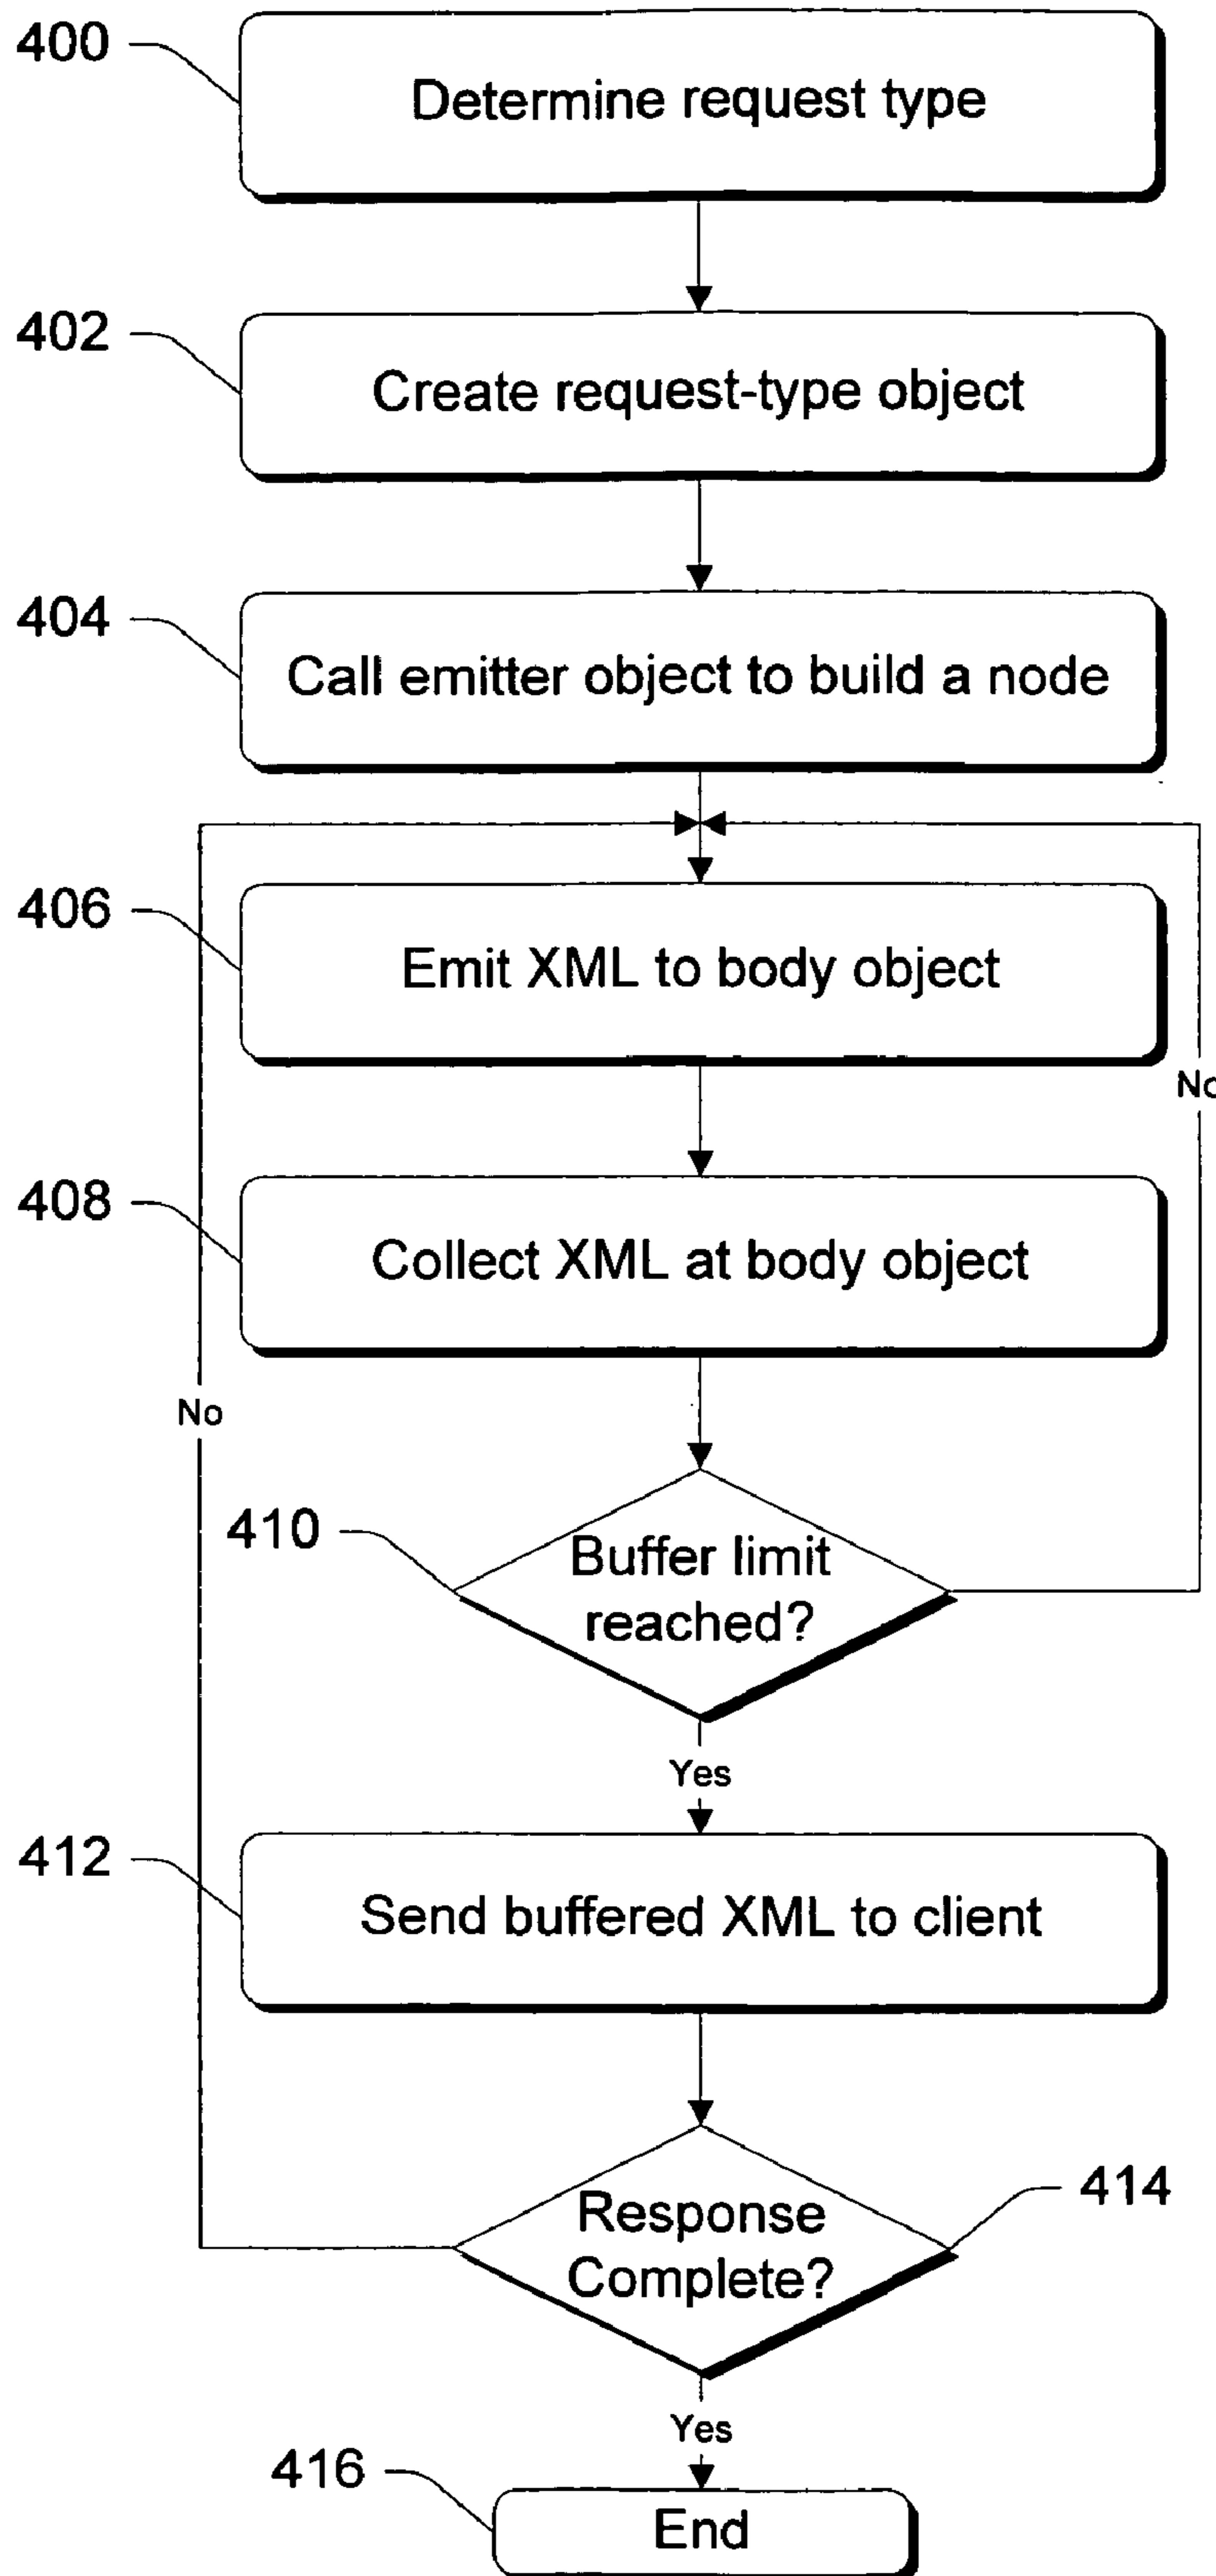 400
Determine request type
402
Create request-type object
404
Call emitter object to build a node
406
Emit XML to body object
No
408
Collect XML at body object
No
410
Buffer limit
reached?
Yes
412
Send buffered XML to client
414
Response
Complete?
Yes
416
End